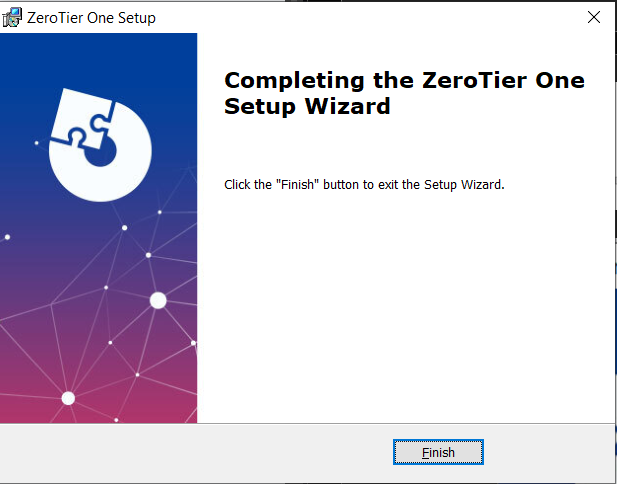 ZeroTier One Setup
Completing the ZeroTier One
Setup Wizard
Click the "Finish" button to exit the Setup Wizard.
Finish